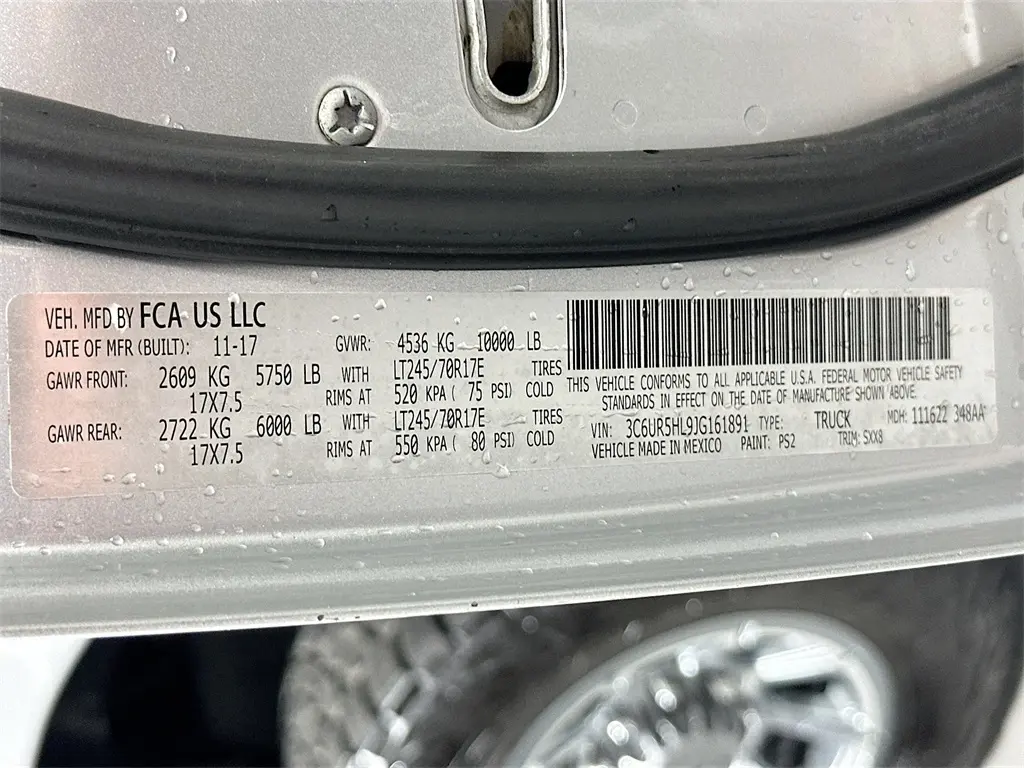 VEH. MFD BY FCA US LLC
DATE OF MFR (BUILT): 11-17 GVWR: 4536 KG 10000 LB
GAWR FRONT: 2609 KG 5750 LB WITH LT245/70R17E TIRES
17X7.5 RIMS AT 520 KPA ( 75 PSI) COLD
GAWR REAR: 2722 KG 6000 LB WITH LT245/70R17E TIRES
17X7.5 RIMS AT 550 KPA ( 80 PSI) COLD
THIS VEHICLE CONFORMS TO ALL APPLICABLE U.S.A. FEDERAL MOTOR VEHICLE SAFETY
STANDARDS IN EFFECT ON THE DATE OF MANUFACTURE SHOWN ABOVE.
VIN: 3C6UR5HL9JG161891 TYPE: TRUCK MDH: 111622 348AA
VEHICLE MADE IN MEXICO PAINT: PS2 TRIM: SXX8